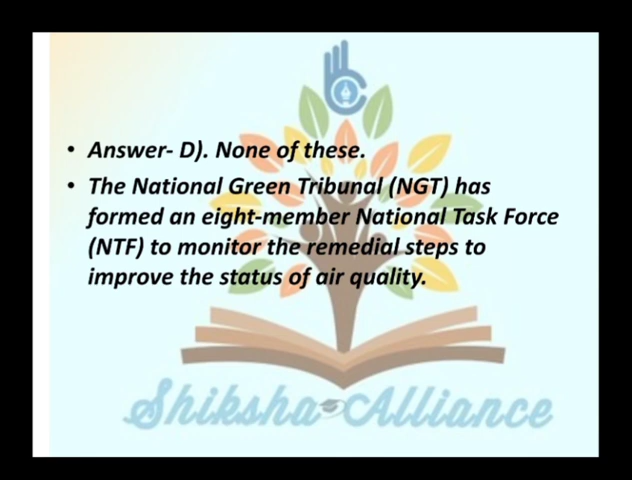 • Answer- D). None of these.
• The National Green Tribunal (NGT) has
formed an eight-member National Task Force
(NTF) to monitor the remedial steps to
improve the status of air quality.
Shiksha Alliance